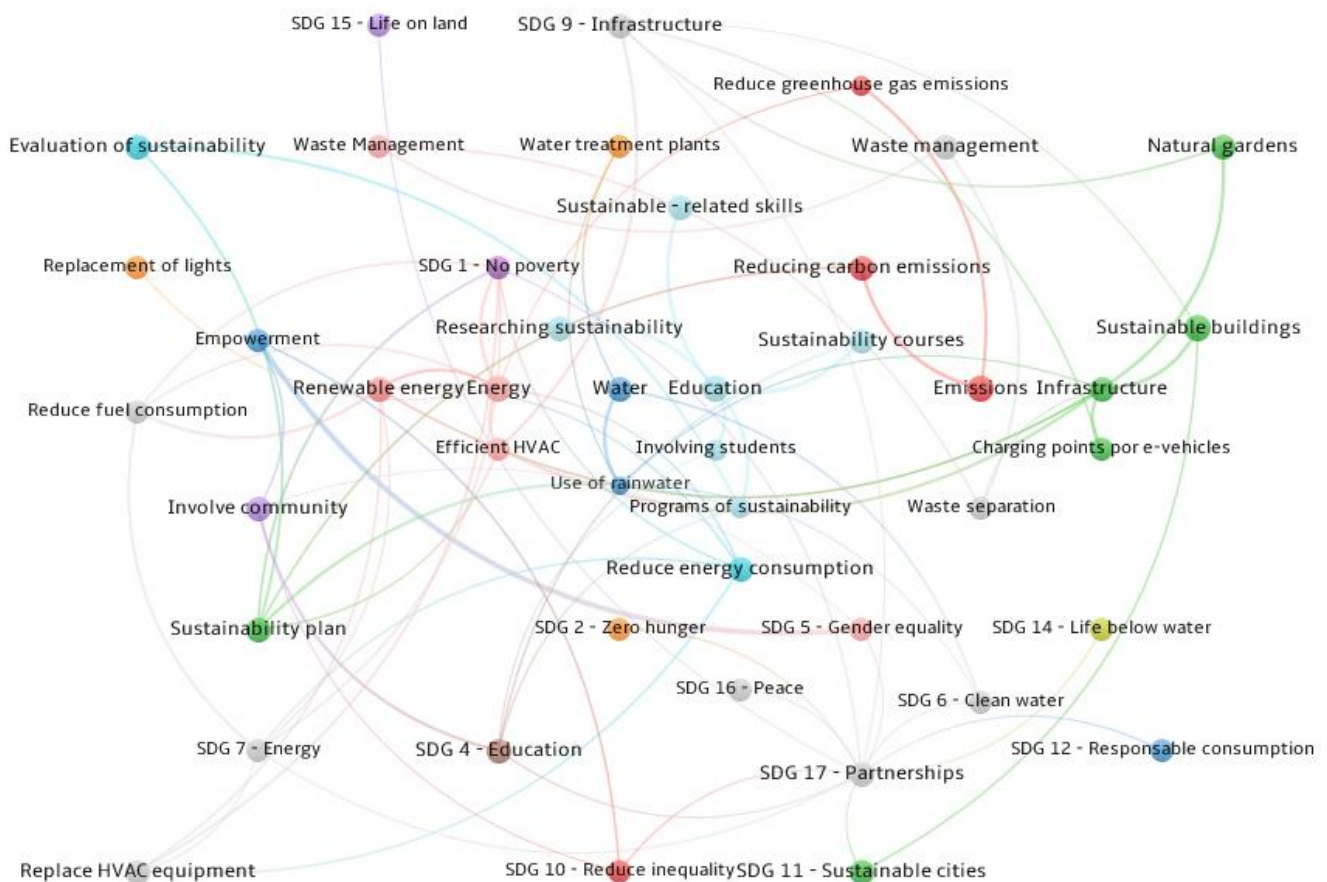 SDG 15 - Life on land
SDG 9 - Infrastructure
Reduce greenhouse gas emissions
Evaluation of sustainability
Waste Management
Water treatment plants
Waste management
Natural gardens
Sustainable - related skills
Replacement of lights
SDG 1 - No poverty
Reducing carbon emissions
Empowerment
Researching sustainability
Sustainability courses
Sustainable buildings
Renewable energy
Energy
Water
Education
Emissions
Infrastructure
Reduce fuel consumption
Efficient HVAC
Involving students
Charging points por e-vehicles
Use of rainwater
Involve community
Programs of sustainability
Waste separation
Reduce energy consumption
Sustainability plan
SDG 2 - Zero hunger
SDG 5 - Gender equality
SDG 14 - Life below water
SDG 16 - Peace
SDG 6 - Clean water
SDG 7 - Energy
SDG 4 - Education
SDG 12 - Responsable consumption
SDG 17 - Partnerships
Replace HVAC equipment
SDG 10 - Reduce inequality
SDG 11 - Sustainable cities